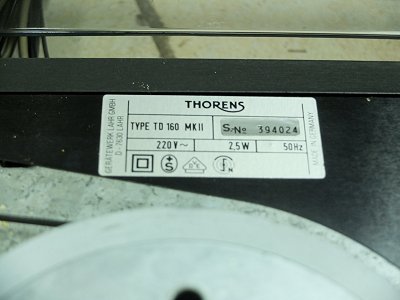 THORENS
TYPE TD 160 MKII S/No 394024
220V~ 2,5W 50Hz
GERÄTEWERK LAHR GMBH
D-7630 LAHR
MADE IN GERMANY